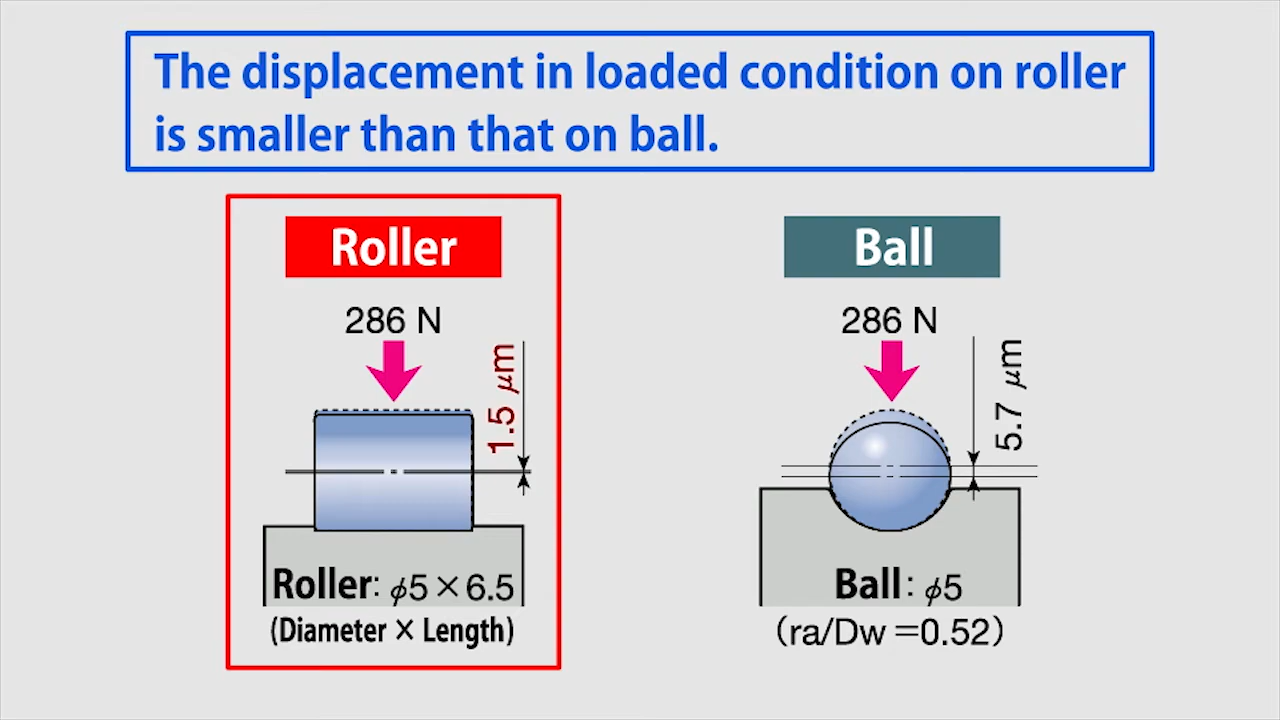 The displacement in loaded condition on roller
is smaller than that on ball.
Roller
286 N
1.5 μm
Roller: ϕ5×6.5
(Diameter × Length)
Ball
286 N
5.7 μm
Ball: ϕ5
(ra/Dw=0.52)